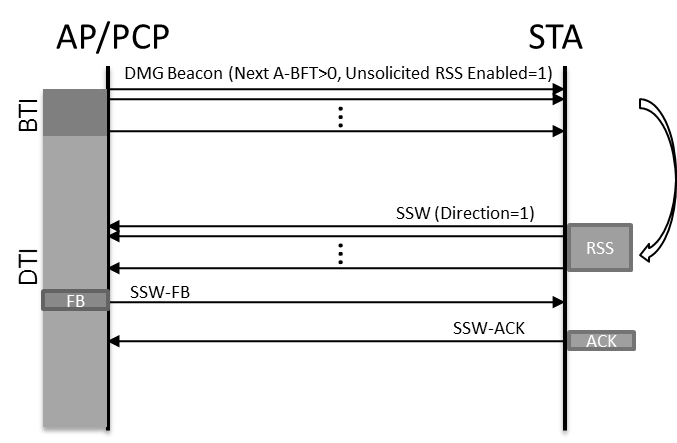 AP/PCP
STA
DMG Beacon (Next A-BFT>0, Unsolicited RSS Enabled=1)
BTI
SSW (Direction=1)
RSS
DTI
SSW-FB
FB
SSW-ACK
ACK